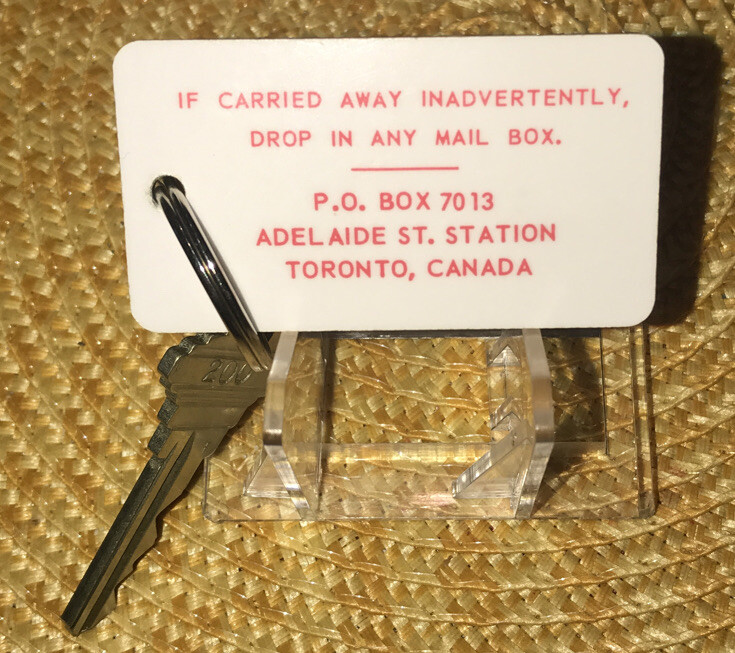 IF CARRIED AWAY INADVERTENTLY,
DROP IN ANY MAIL BOX.
P.O. BOX 7013
ADELAIDE ST. STATION
TORONTO, CANADA
200